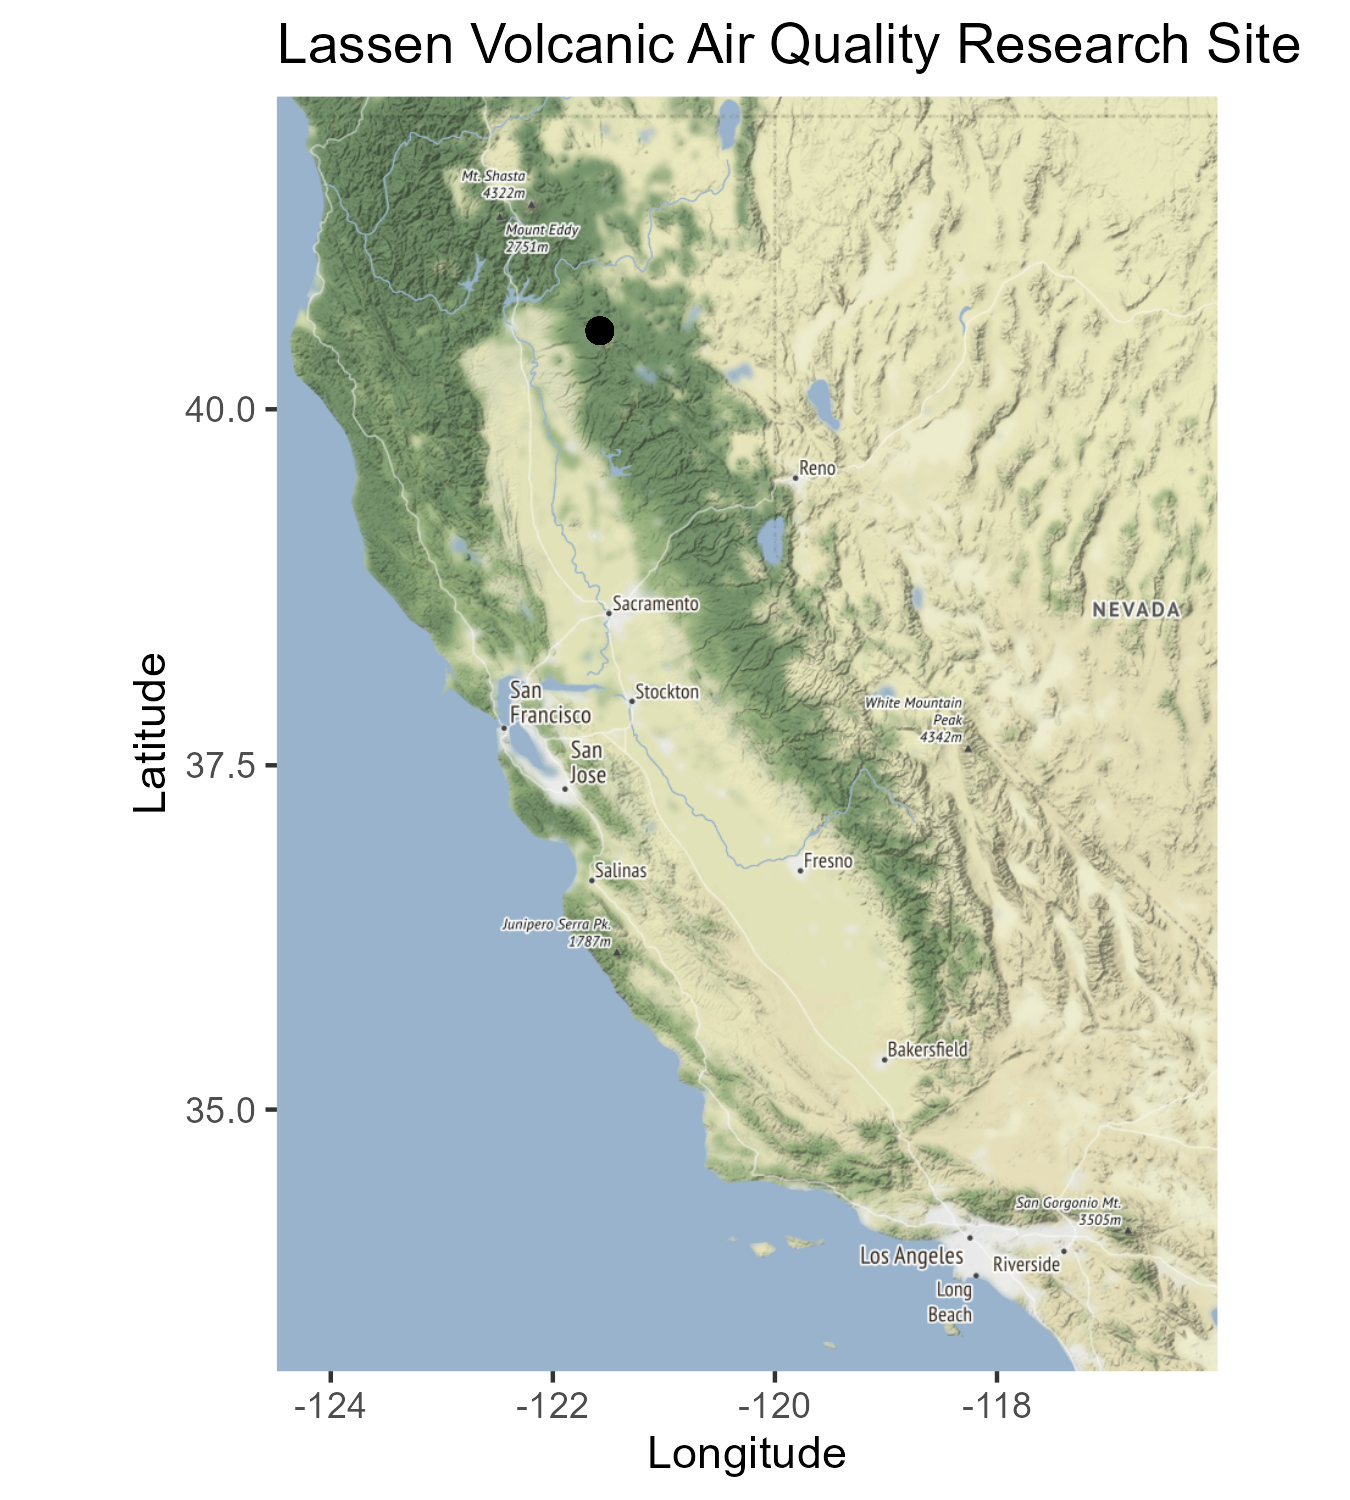 Lassen Volcanic Air Quality Research Site
Mt. Shasta
4322m
Mount Eddy
2751m
40.0
Reno
Sacramento
NEVADA
San
Francisco
Stockton
White Mountain
Peak
4342m
San
Jose
37.5
Latitude
Fresno
Salinas
Junipero Serra Pk.
1787m
Bakersfield
35.0
San Gorgonio Mt.
3505m
Los Angeles
Riverside
Long
Beach
-124
-122
-120
-118
Longitude